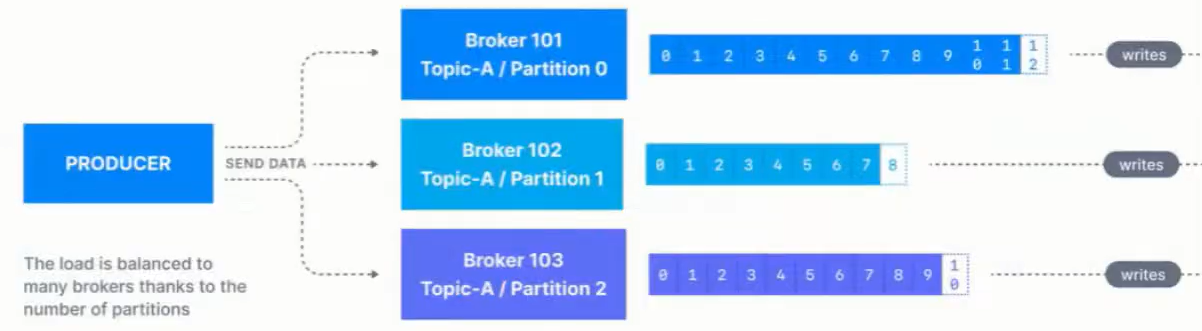 Broker 101
Topic-A / Partition 0
0 1 2 3 4 5 6 7 8 9 10 11 12
writes
PRODUCER
SEND DATA
Broker 102
Topic-A / Partition 1
0 1 2 3 4 5 6 7 8
writes
The load is balanced to
many brokers thanks to the
number of partitions
Broker 103
Topic-A / Partition 2
0 1 2 3 4 5 6 7 8 9 10
writes